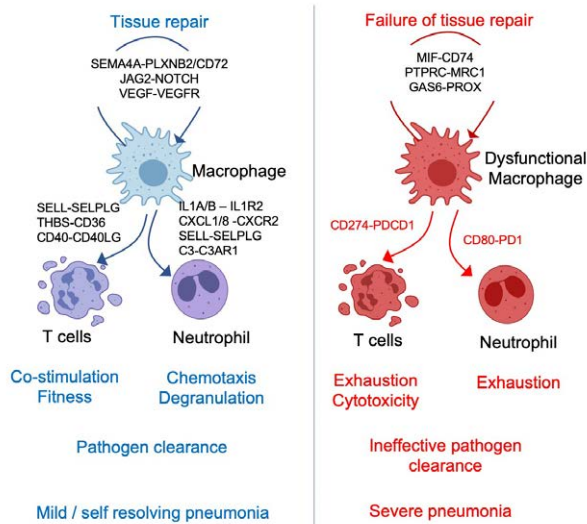 Tissue repair
SEMA4A-PLXNB2/CD72
JAG2-NOTCH
VEGF-VEGFR
Macrophage
SELL-SELPLG
THBS-CD36
CD40-CD40LG
IL1A/B – IL1R2
CXCL1/8 -CXCR2
SELL-SELPLG
C3-C3AR1
T cells
Neutrophil
Co-stimulation
Fitness
Chemotaxis
Degranulation
Pathogen clearance
Mild / self resolving pneumonia
Failure of tissue repair
MIF-CD74
PTPRC-MRC1
GAS6-PROX
Dysfunctional
Macrophage
CD274-PDCD1
CD80-PD1
T cells
Neutrophil
Exhaustion
Cytotoxicity
Exhaustion
Ineffective pathogen
clearance
Severe pneumonia